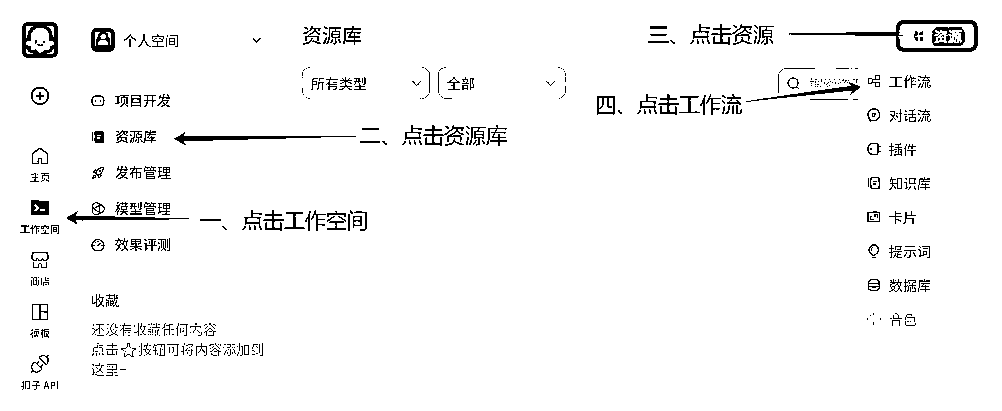 个人空间
资源库
三、点击资源
资源
所有类型
全部
四、点击工作流
工作流
对话流
插件
知识库
卡片
提示词
数据库
音色
项目开发
资源库
二、点击资源库
发布管理
主页
模型管理
一、点击工作空间
工作空间
效果评测
商店
模板
扣子 API
收藏
还没有收藏任何内容
点击☆按钮可将内容添加到
这里~